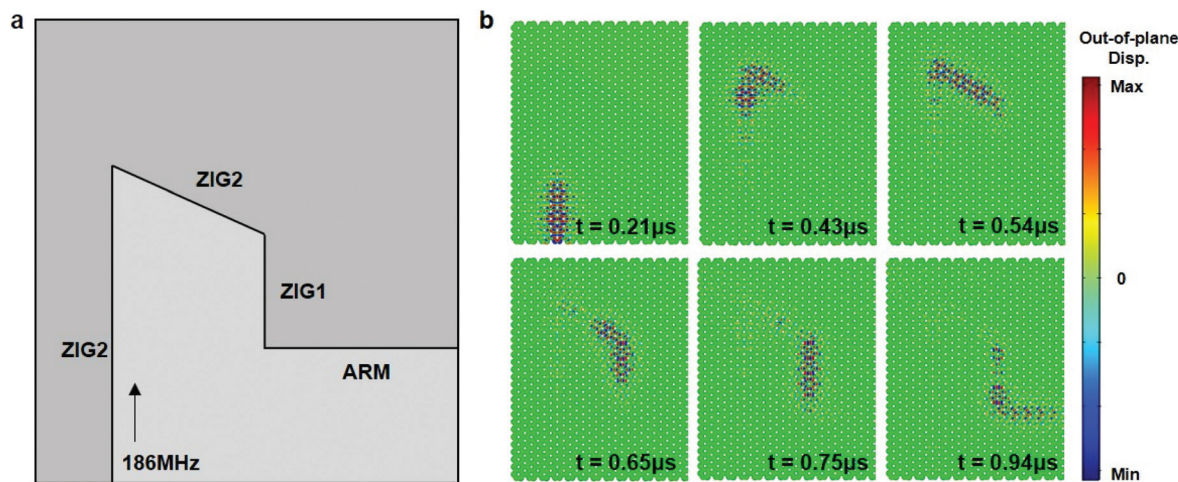 a
ZIG2
ZIG1
ZIG2
ARM
186MHz
b
t = 0.21μs
t = 0.43μs
t = 0.54μs
t = 0.65μs
t = 0.75μs
t = 0.94μs
Out-of-plane
Disp.
Max
0
Min